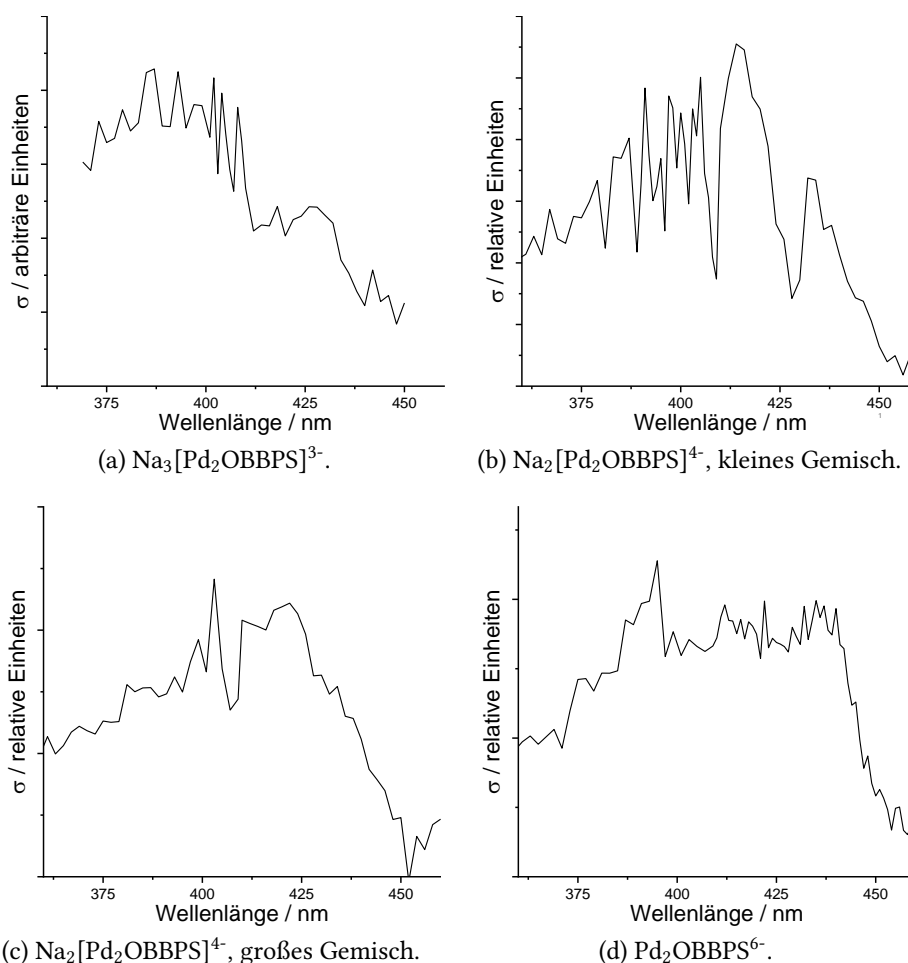 σ / arbiträre Einheiten
375 400 425 450
Wellenlänge / nm
(a) Na₃[Pd₂OBBPS]³⁻.
σ / relative Einheiten
375 400 425 450
Wellenlänge / nm
1
(b) Na₂[Pd₂OBBPS]⁴⁻, kleines Gemisch.
σ / relative Einheiten
375 400 425 450
Wellenlänge / nm
(c) Na₂[Pd₂OBBPS]⁴⁻, großes Gemisch.
σ / relative Einheiten
375 400 425 450
Wellenlänge / nm
(d) Pd₂OBBPS⁶⁻.